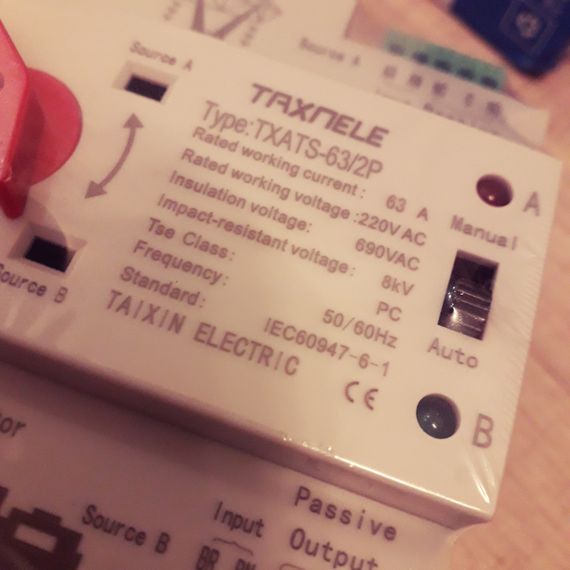 Source A
Source A
TAXNELE
Type:TXATS-63/2P
Rated working current: 63 A
Rated working voltage:220VAC
Insulation voltage: 690VAC
Impact-resistant voltage: 8kV
Tse Class: PC
Frequency: 50/60Hz
Standard: IEC60947-6-1
TAIXIN ELECTRIC
CE
A
Manual
Auto
B
Source B
Source B
Input
Passive
Output